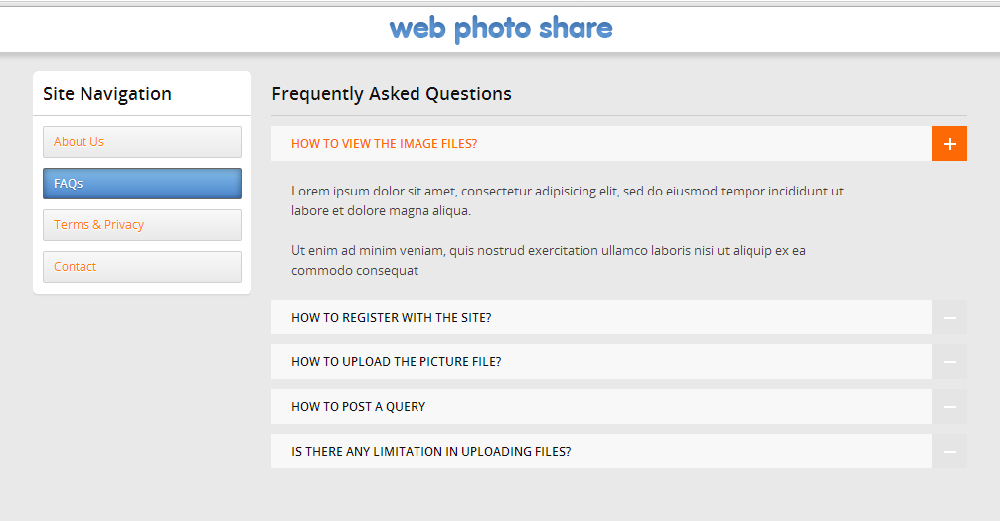 web photo share
Site Navigation
About Us
FAQs
Terms & Privacy
Contact
Frequently Asked Questions
HOW TO VIEW THE IMAGE FILES?
Lorem ipsum dolor sit amet, consectetur adipisicing elit, sed do eiusmod tempor incididunt ut
labore et dolore magna aliqua.
Ut enim ad minim veniam, quis nostrud exercitation ullamco laboris nisi ut aliquip ex ea
commodo consequat
HOW TO REGISTER WITH THE SITE?
HOW TO UPLOAD THE PICTURE FILE?
HOW TO POST A QUERY
IS THERE ANY LIMITATION IN UPLOADING FILES?